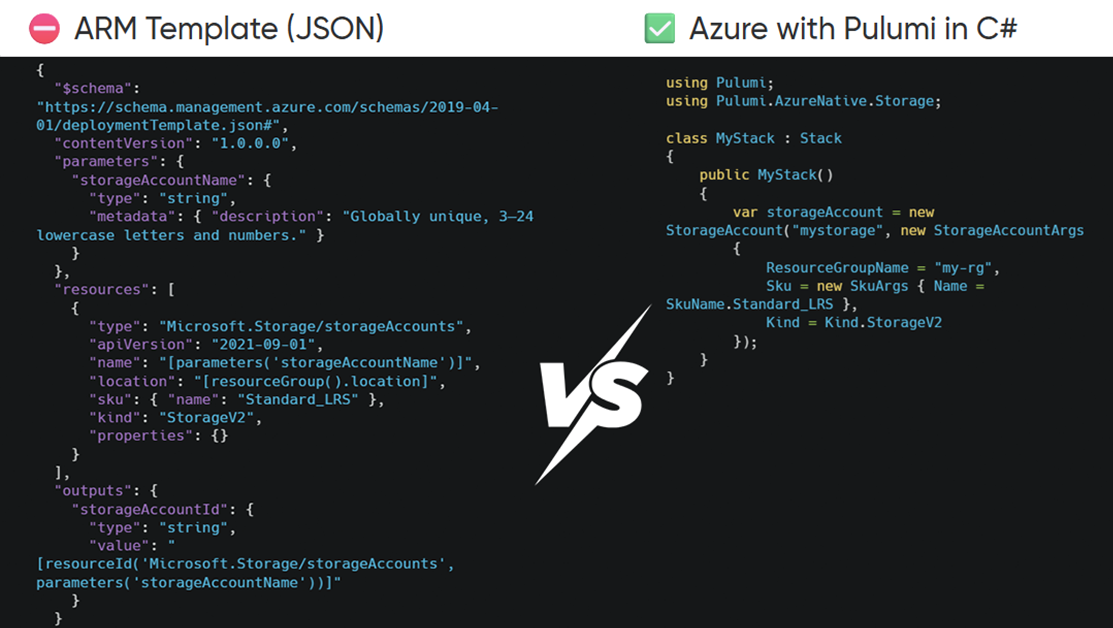 ⛔ ARM Template (JSON)
✅ Azure with Pulumi in C#
{
  "$schema":
"https://schema.management.azure.com/schemas/2019-04-
01/deploymentTemplate.json#",
  "contentVersion": "1.0.0.0",
  "parameters": {
    "storageAccountName": {
      "type": "string",
      "metadata": { "description": "Globally unique, 3–24
lowercase letters and numbers." }
    }
  },
  "resources": [
    {
      "type": "Microsoft.Storage/storageAccounts",
      "apiVersion": "2021-09-01",
      "name": "[parameters('storageAccountName')]",
      "location": "[resourceGroup().location]",
      "sku": { "name": "Standard_LRS" },
      "kind": "StorageV2",
      "properties": {}
    }
  ],
  "outputs": {
    "storageAccountId": {
      "type": "string",
      "value": "
[resourceId('Microsoft.Storage/storageAccounts',
parameters('storageAccountName'))]"
    }
  }
VS
using Pulumi;
using Pulumi.AzureNative.Storage;

class MyStack : Stack
{
    public MyStack()
    {
        var storageAccount = new
StorageAccount("mystorage", new StorageAccountArgs
        {
            ResourceGroupName = "my-rg",
            Sku = new SkuArgs { Name =
SkuName.Standard_LRS },
            Kind = Kind.StorageV2
        });
    }
}